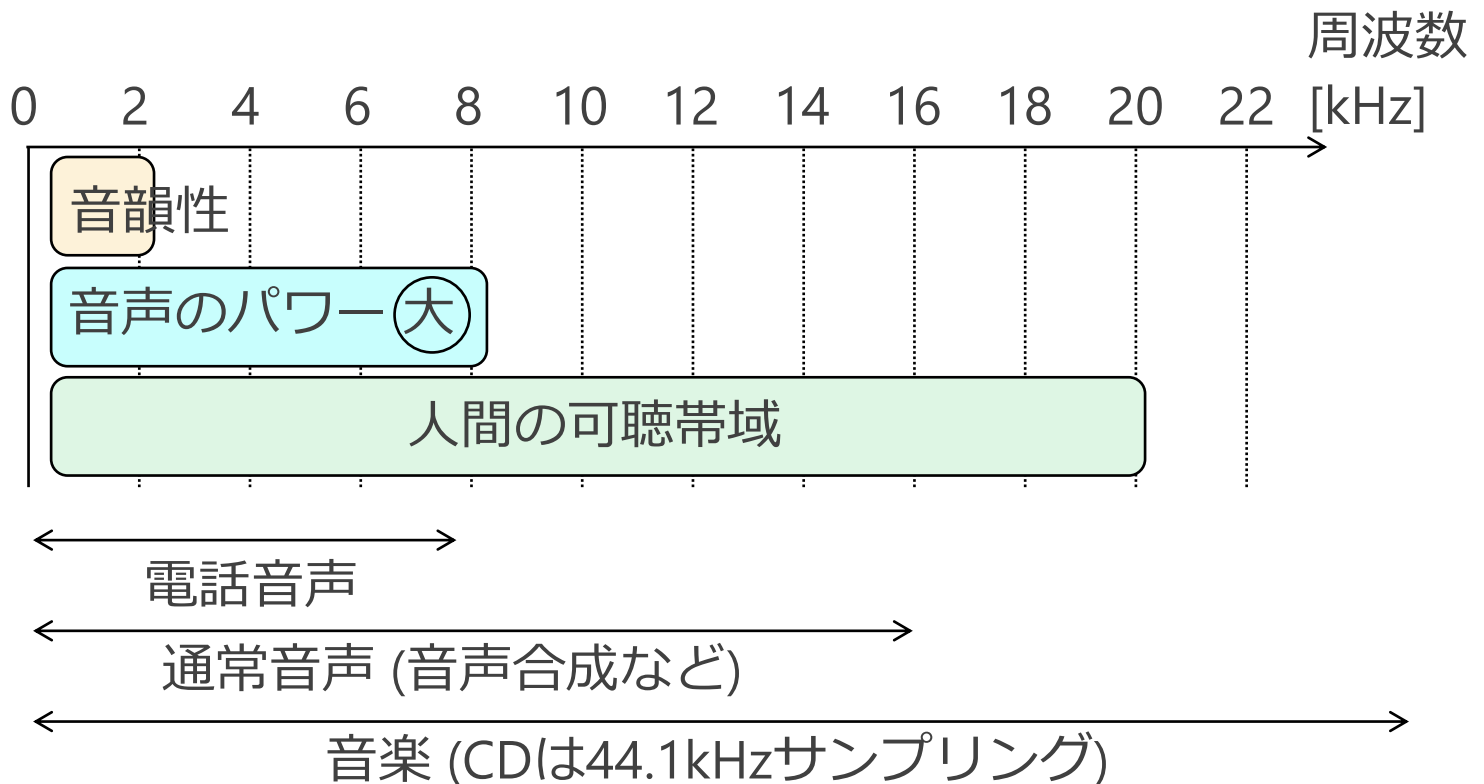 周波数
0 2 4 6 8 10 12 14 16 18 20 22 [kHz]
音韻性
音声のパワー大
人間の可聴帯域
電話音声
通常音声 (音声合成など)
音楽 (CDは44.1kHzサンプリング)